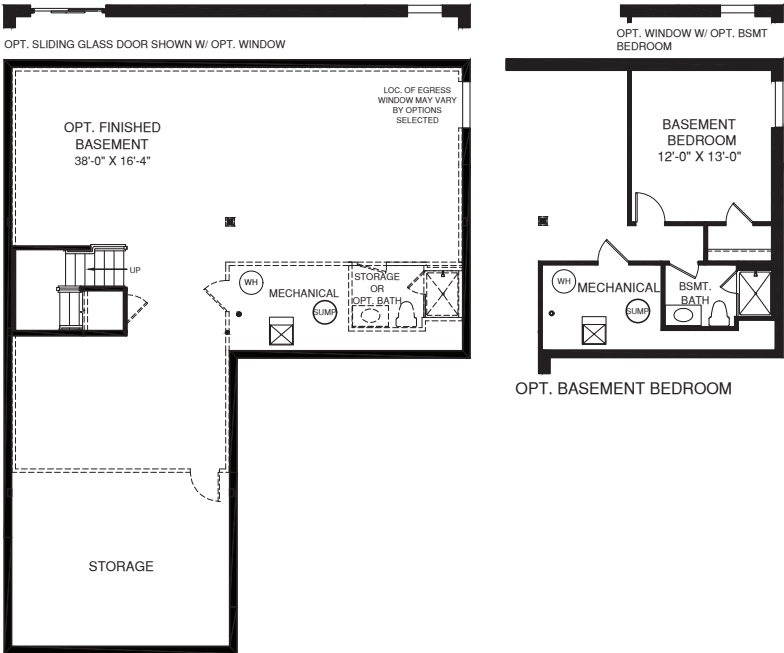 OPT. SLIDING GLASS DOOR SHOWN W/ OPT. WINDOW
OPT. WINDOW W/ OPT. BSMT
BEDROOM
LOC. OF EGRESS
WINDOW MAY VARY
BY OPTIONS
SELECTED
OPT. FINISHED
BASEMENT
38'-0" X 16'-4"
UP
WH
MECHANICAL
SUMP
STORAGE
OR
OPT. BATH
STORAGE
BASEMENT
BEDROOM
12'-0" X 13'-0"
WH
MECHANICAL
SUMP
BSMT.
BATH
OPT. BASEMENT BEDROOM